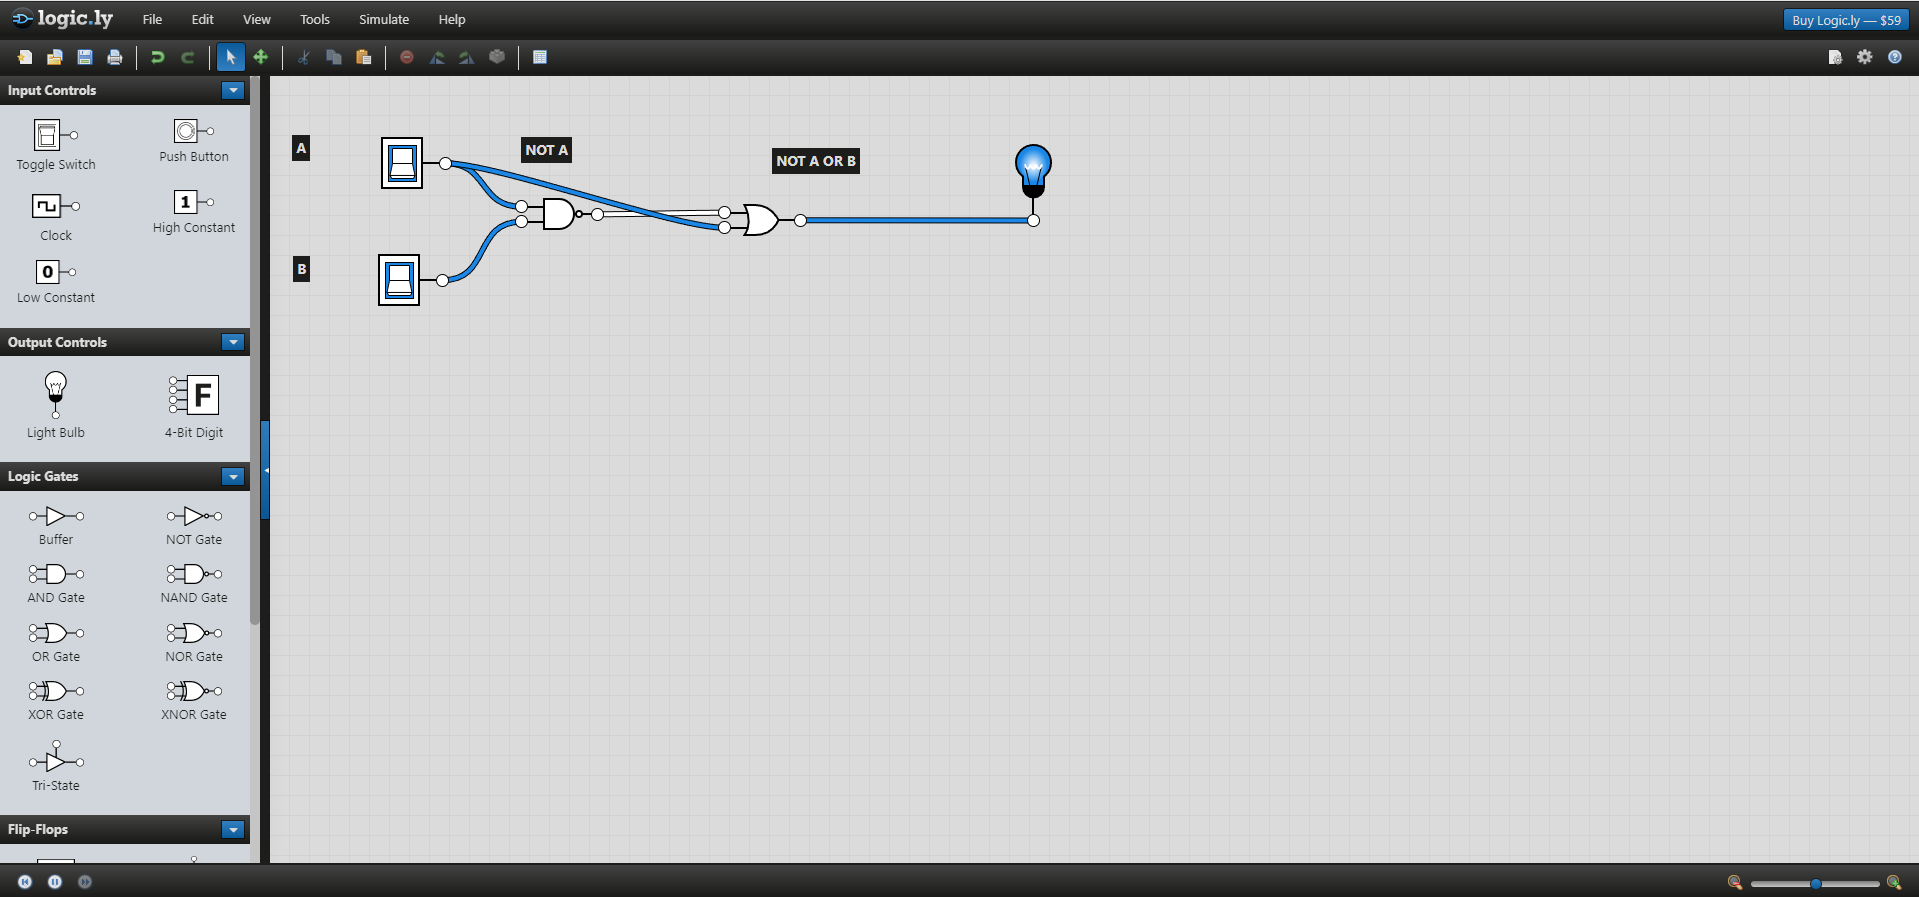 logic.ly File Edit View Tools Simulate Help Buy Logic.ly — $59
Input Controls
Toggle Switch Push Button
1
Clock High Constant
0
Low Constant
Output Controls
F
Light Bulb 4-Bit Digit
Logic Gates
Buffer NOT Gate
AND Gate NAND Gate
OR Gate NOR Gate
XOR Gate XNOR Gate
Tri-State
Flip-Flops
A
NOT A
NOT A OR B
B